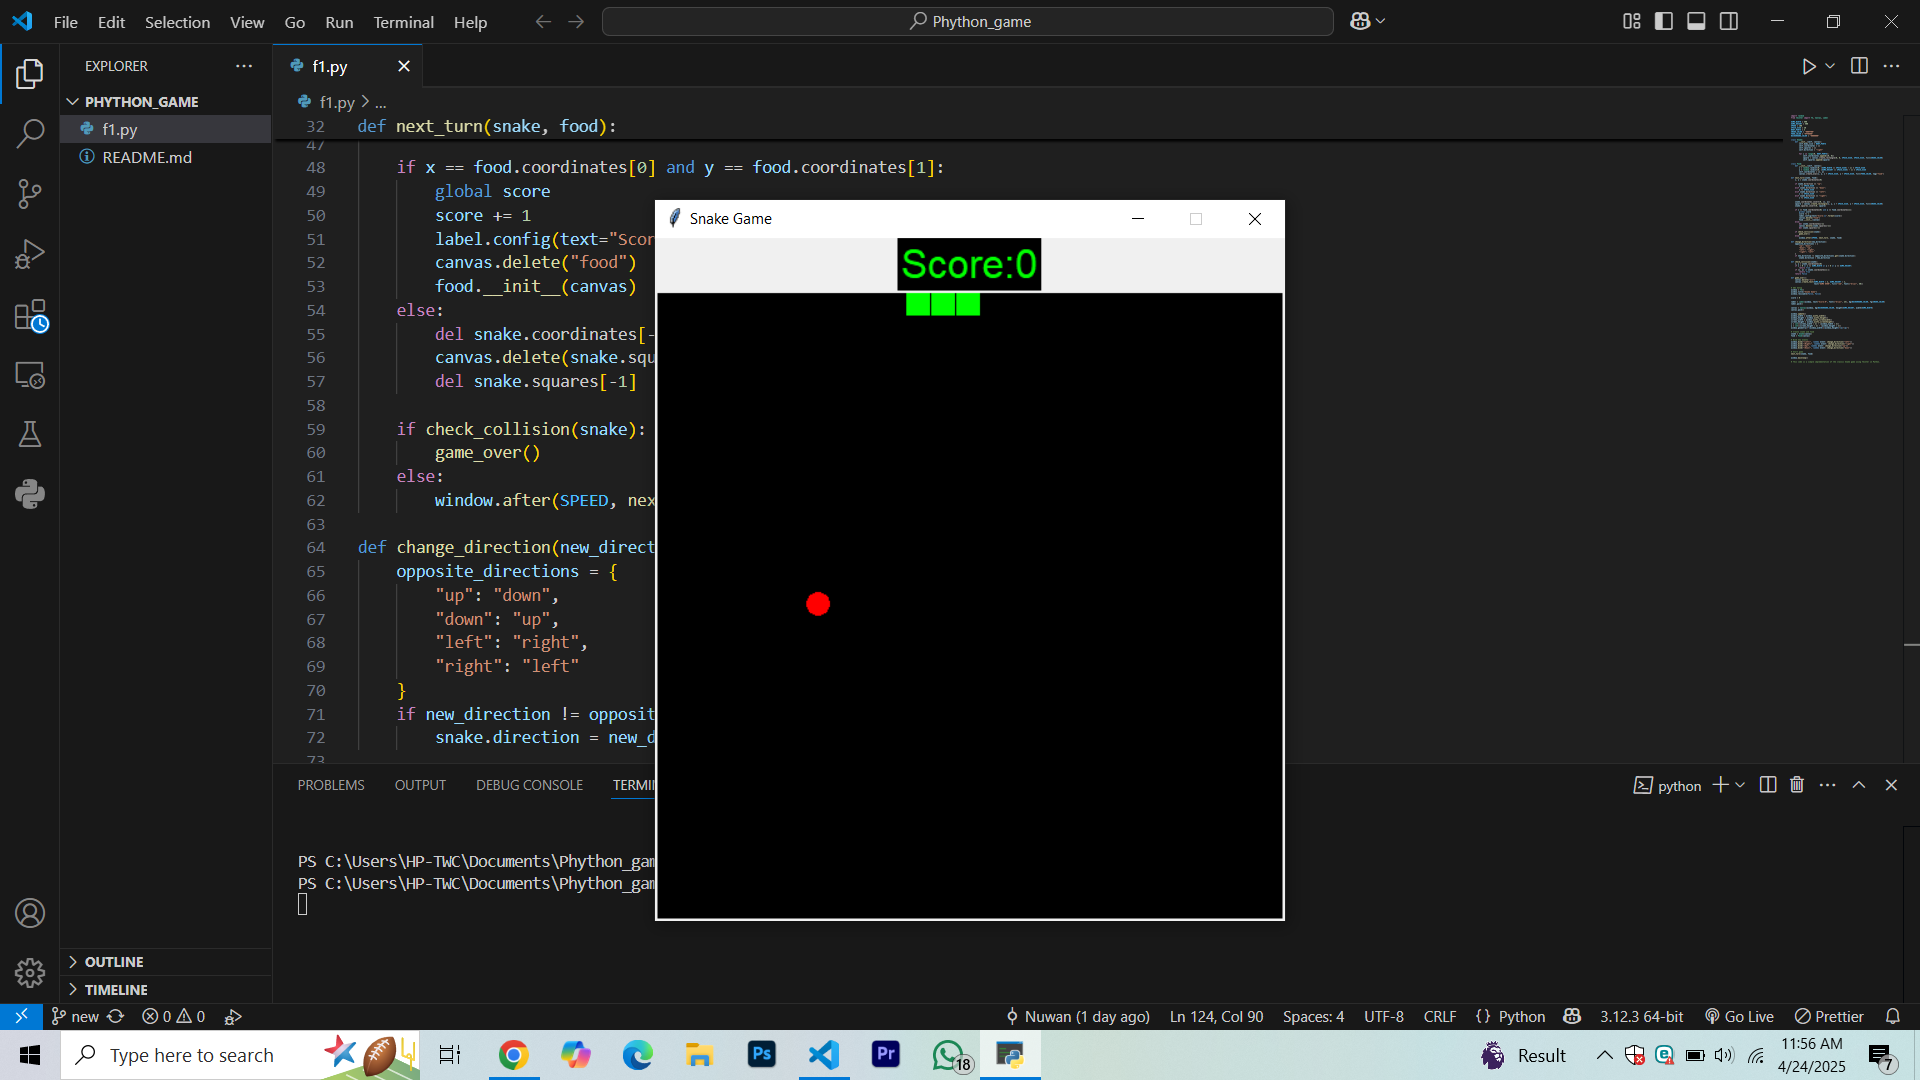 File Edit Selection View Go Run Terminal Help
Phython_game
EXPLORER
PHYTHON_GAME
f1.py
README.md
OUTLINE
TIMELINE
f1.py
f1.py > ...
32 def next_turn(snake, food):
47
48 if x == food.coordinates[0] and y == food.coordinates[1]:
49 global score
50 score += 1
51 label.config(text="Scor
52 canvas.delete("food")
53 food.__init__(canvas)
54 else:
55 del snake.coordinates[-
56 canvas.delete(snake.squ
57 del snake.squares[-1]
58
59 if check_collision(snake):
60 game_over()
61 else:
62 window.after(SPEED, nex
63
64 def change_direction(new_direct
65 opposite_directions = {
66 "up": "down",
67 "down": "up",
68 "left": "right",
69 "right": "left"
70 }
71 if new_direction != opposit
72 snake.direction = new_d
73
Snake Game
Score:0
PROBLEMS OUTPUT DEBUG CONSOLE TERMI
python
PS C:\Users\HP-TWC\Documents\Phython_gam
PS C:\Users\HP-TWC\Documents\Phython_gam
new 0 0 Nuwan (1 day ago) Ln 124, Col 90 Spaces: 4 UTF-8 CRLF {} Python 3.12.3 64-bit Go Live Prettier
Type here to search
Ps
Pr
18
Result
11:56 AM
4/24/2025
7